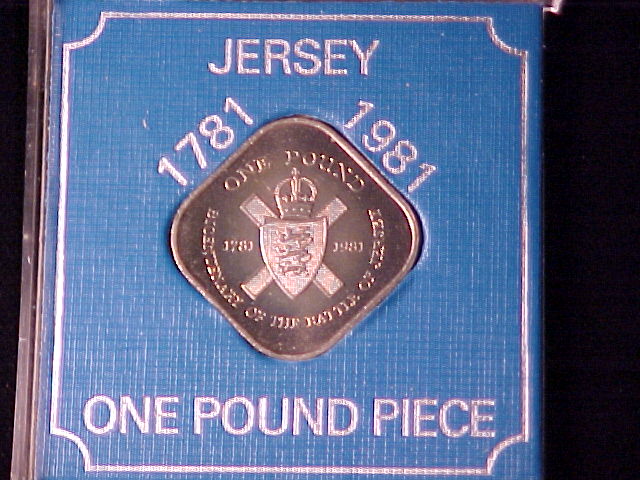 JERSEY
1781 1981
ONE POUND
1781 1981
BICENTENARY OF THE BATTLE OF JERSEY
ONE POUND PIECE